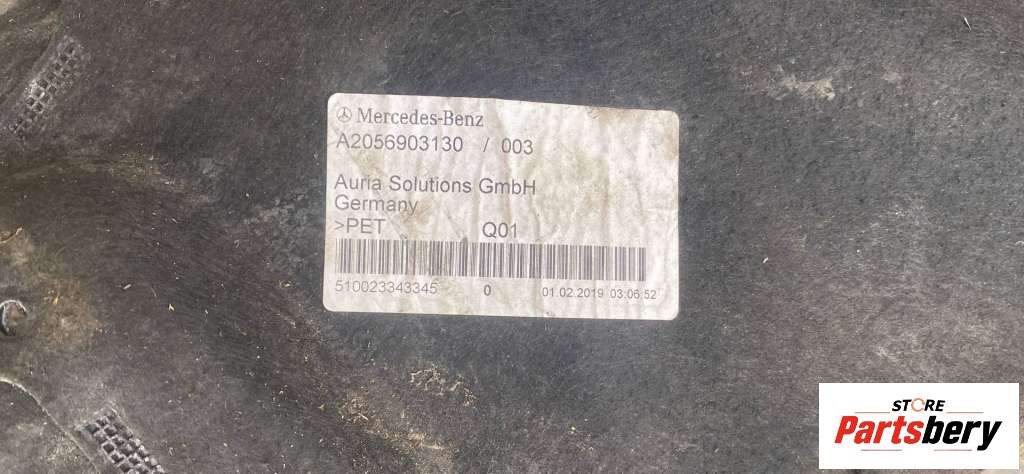 Mercedes-Benz
A2056903130 / 003
Auria Solutions GmbH
Germany
>PET Q01
510023343345 0 01.02.2019 03:06:52
STORE
Partsbery